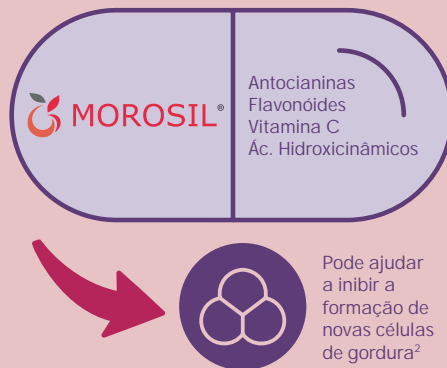 MOROSIL®
Antocianinas
Flavonóides
Vitamina C
Ác. Hidroxicinâmicos
Pode ajudar
a inibir a
formação de
novas células
de gordura²